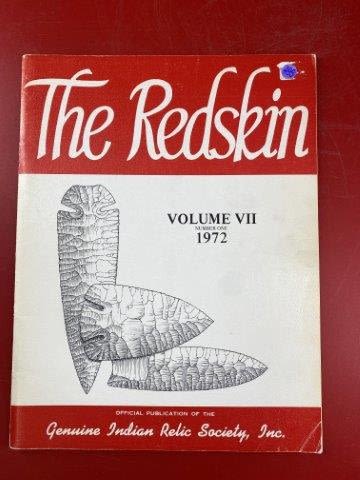 The Redskin
VOLUME VII
NUMBER ONE
1972
OFFICIAL PUBLICATION OF THE
Genuine Indian Relic Society, Inc.